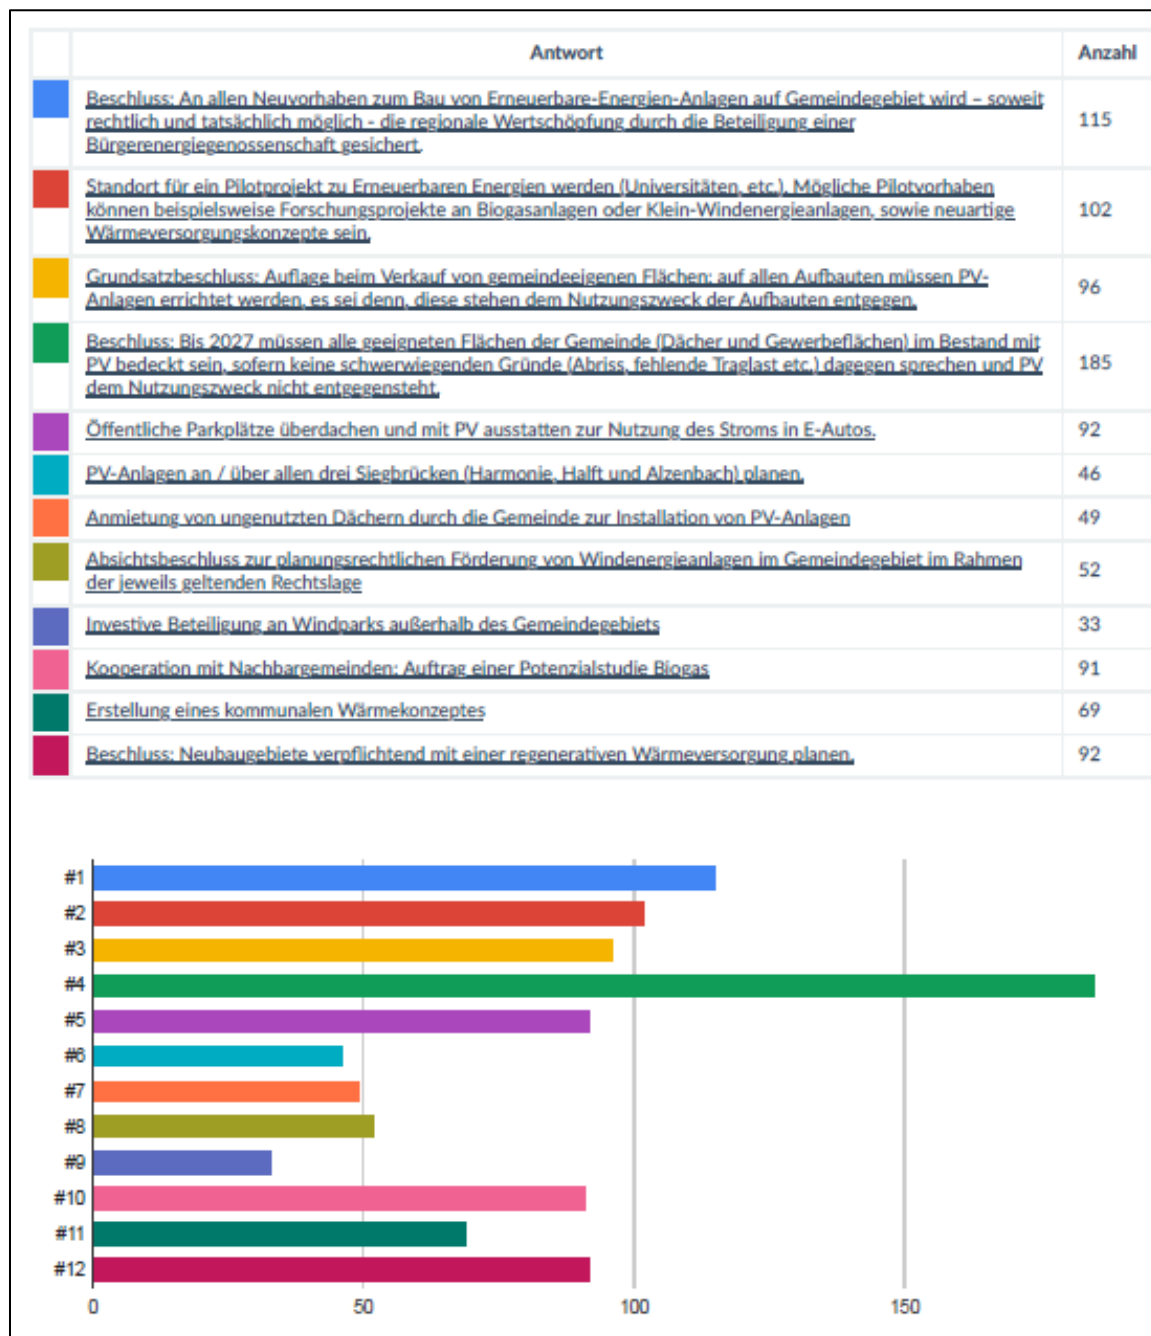 Antwort Anzahl
Beschluss: An allen Neuvorhaben zum Bau von Erneuerbare-Energien-Anlagen auf Gemeindegebiet wird – soweit
rechtlich und tatsächlich möglich - die regionale Wertschöpfung durch die Beteiligung einer
Bürgerenergiegenossenschaft gesichert.
115
Standort für ein Pilotprojekt zu Erneuerbaren Energien werden (Universitäten, etc.). Mögliche Pilotvorhaben
können beispielsweise Forschungsprojekte an Biogasanlagen oder Klein-Windenergieanlagen, sowie neuartige
Wärmeversorgungskonzepte sein.
102
Grundsatzbeschluss: Auflage beim Verkauf von gemeindeeigenen Flächen: auf allen Aufbauten müssen PV-
Anlagen errichtet werden, es sei denn, diese stehen dem Nutzungszweck der Aufbauten entgegen.
96
Beschluss: Bis 2027 müssen alle geeigneten Flächen der Gemeinde (Dächer und Gewerbeflächen) im Bestand mit
PV bedeckt sein, sofern keine schwerwiegenden Gründe (Abriss, fehlende Traglast etc.) dagegen sprechen und PV
dem Nutzungszweck nicht entgegensteht.
185
Öffentliche Parkplätze überdachen und mit PV ausstatten zur Nutzung des Stroms in E-Autos. 92
PV-Anlagen an / über allen drei Siegbrücken (Harmonie, Halft und Alzenbach) planen. 46
Anmietung von ungenutzten Dächern durch die Gemeinde zur Installation von PV-Anlagen 49
Absichtsbeschluss zur planungsrechtlichen Förderung von Windenergieanlagen im Gemeindegebiet im Rahmen
der jeweils geltenden Rechtslage
52
Investive Beteiligung an Windparks außerhalb des Gemeindegebiets 33
Kooperation mit Nachbargemeinden: Auftrag einer Potenzialstudie Biogas 91
Erstellung eines kommunalen Wärmekonzeptes 69
Beschluss: Neubaugebiete verpflichtend mit einer regenerativen Wärmeversorgung planen. 92
#1
#2
#3
#4
#5
#6
#7
#8
#9
#10
#11
#12
0 50 100 150